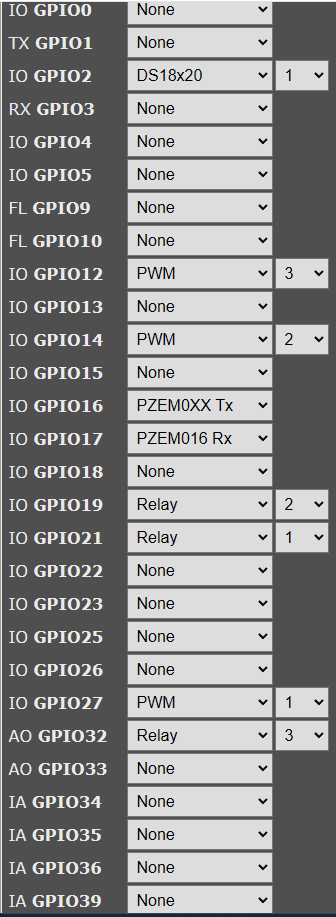 IO GPIO0 None
TX GPIO1 None
IO GPIO2 DS18x20 1
RX GPIO3 None
IO GPIO4 None
IO GPIO5 None
FL GPIO9 None
FL GPIO10 None
IO GPIO12 PWM 3
IO GPIO13 None
IO GPIO14 PWM 2
IO GPIO15 None
IO GPIO16 PZEM0XX Tx
IO GPIO17 PZEM016 Rx
IO GPIO18 None
IO GPIO19 Relay 2
IO GPIO21 Relay 1
IO GPIO22 None
IO GPIO23 None
IO GPIO25 None
IO GPIO26 None
IO GPIO27 PWM 1
AO GPIO32 Relay 3
AO GPIO33 None
IA GPIO34 None
IA GPIO35 None
IA GPIO36 None
IA GPIO39 None